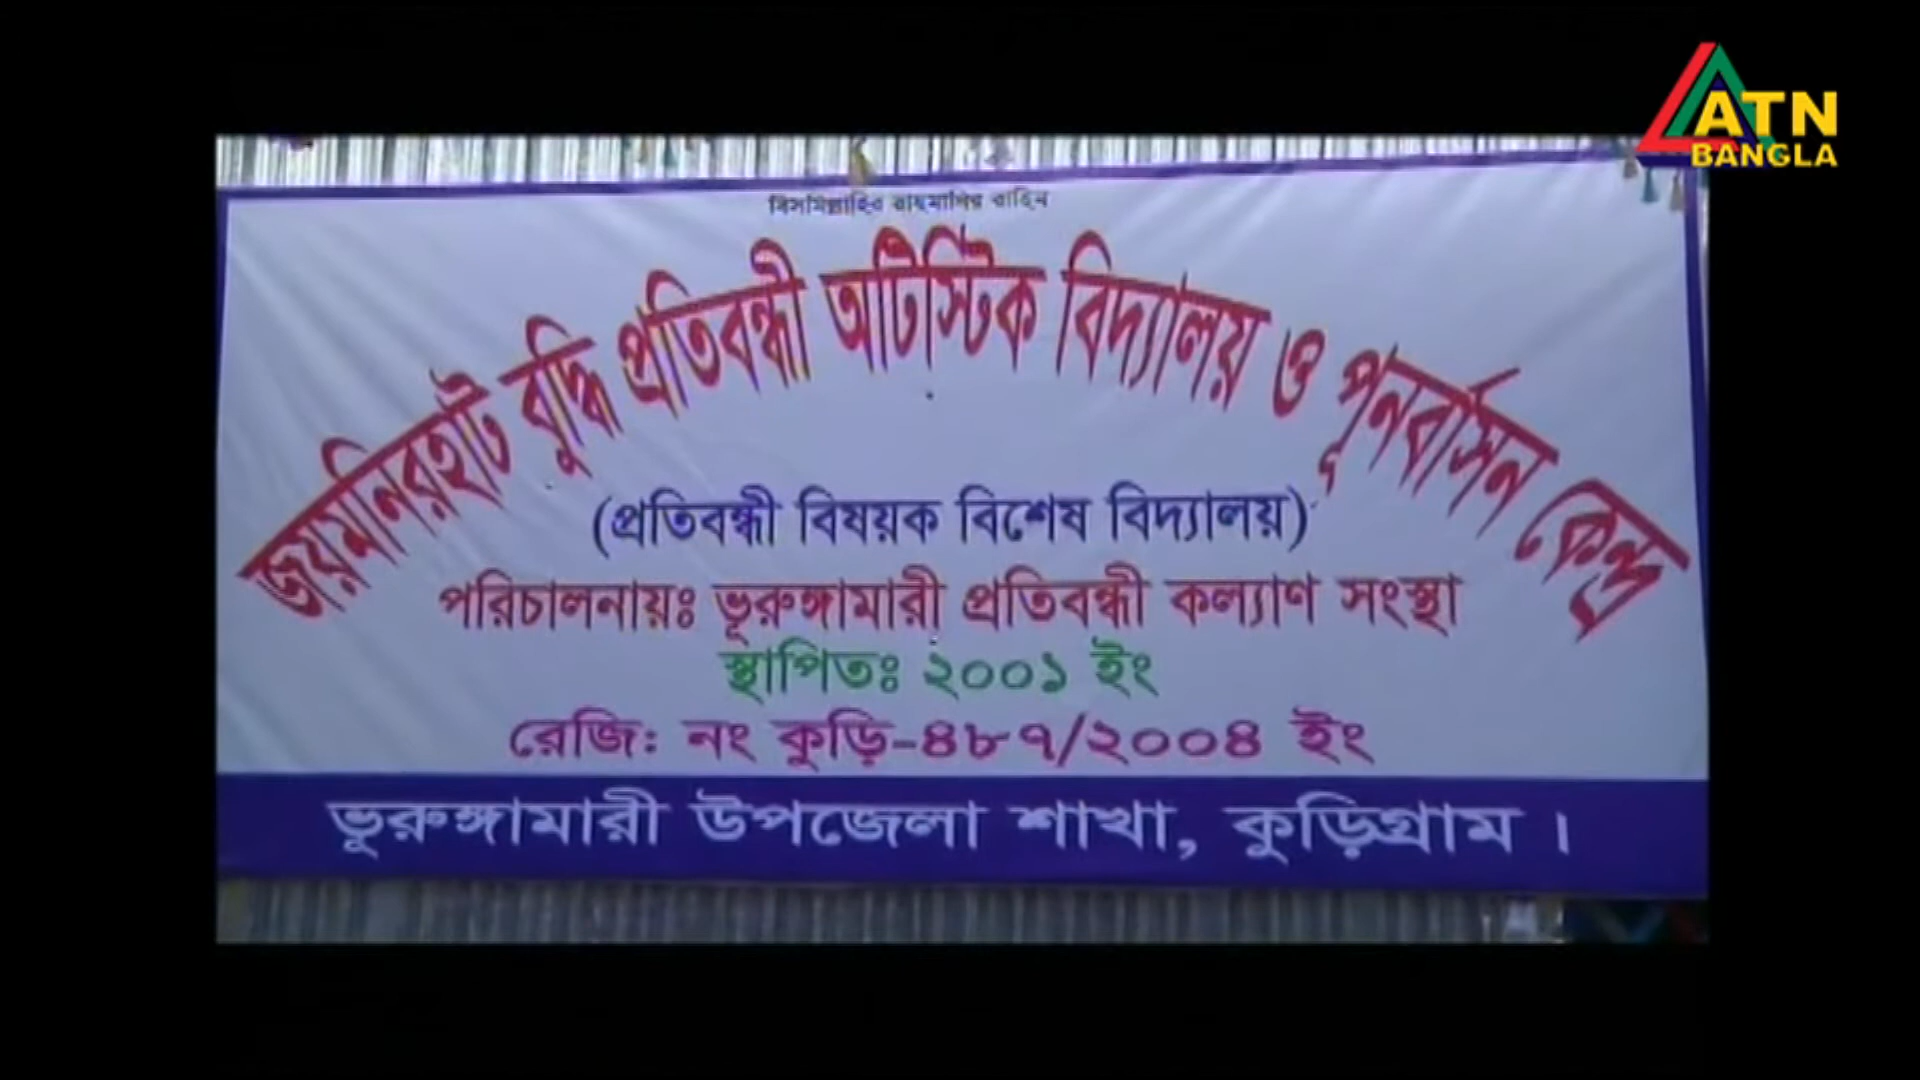 ATN
BANGLA
বিসমিল্লাহির রাহমানির রাহিম
জয়মনিরহাট বুদ্ধি প্রতিবন্ধী অটিস্টিক বিদ্যালয় ও পূনর্বাসন কেন্দ্র
(প্রতিবন্ধী বিষয়ক বিশেষ বিদ্যালয়)
পরিচালনায়ঃ ভূরুঙ্গামারী প্রতিবন্ধী কল্যাণ সংস্থা
স্থাপিতঃ ২০০১ ইং
রেজি: নং কুড়ি-৪৮৭/২০০৪ ইং
ভূরুঙ্গামারী উপজেলা শাখা, কুড়িগ্রাম।